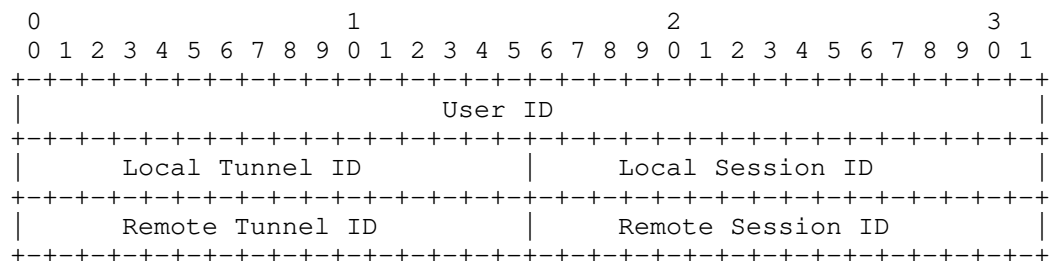 0                   1                   2                   3
 0 1 2 3 4 5 6 7 8 9 0 1 2 3 4 5 6 7 8 9 0 1 2 3 4 5 6 7 8 9 0 1
+-+-+-+-+-+-+-+-+-+-+-+-+-+-+-+-+-+-+-+-+-+-+-+-+-+-+-+-+-+-+-+-+
|                          User ID                              |
+-+-+-+-+-+-+-+-+-+-+-+-+-+-+-+-+-+-+-+-+-+-+-+-+-+-+-+-+-+-+-+-+
|      Local Tunnel ID          |     Local Session ID          |
+-+-+-+-+-+-+-+-+-+-+-+-+-+-+-+-+-+-+-+-+-+-+-+-+-+-+-+-+-+-+-+-+
|      Remote Tunnel ID         |     Remote Session ID         |
+-+-+-+-+-+-+-+-+-+-+-+-+-+-+-+-+-+-+-+-+-+-+-+-+-+-+-+-+-+-+-+-+